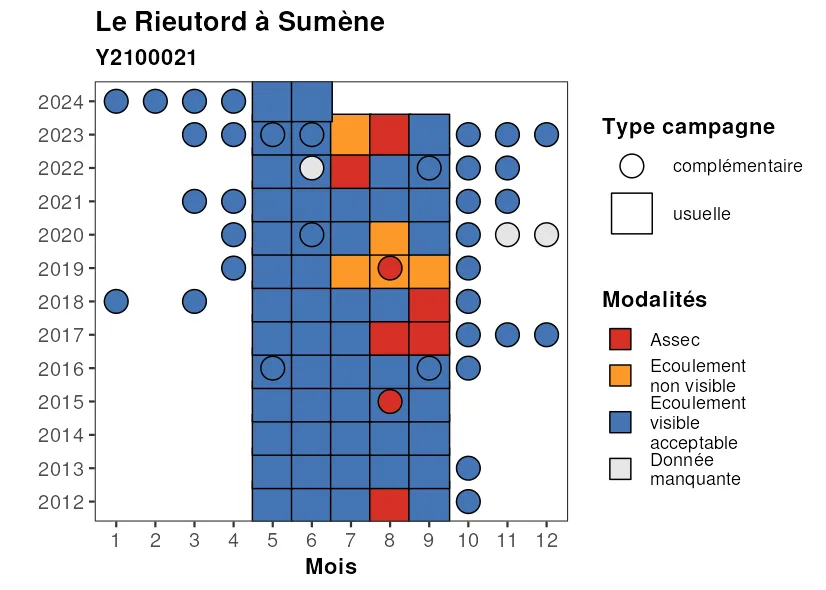 Le Rieutord à Sumène
Y2100021
2024
2023
2022
2021
2020
2019
2018
2017
2016
2015
2014
2013
2012
1 2 3 4 5 6 7 8 9 10 11 12
Mois
Type campagne
complémentaire
usuelle
Modalités
Assec
Ecoulement
non visible
Ecoulement
visible
acceptable
Donnée
manquante